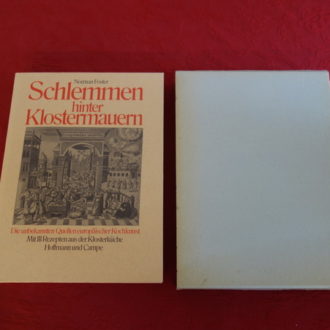 Norman Foster
Schlemmen
hinter
Klostermauern
Die unbekannten Quellen europäischer Kochkunst
Mit 111 Rezepten aus der Klosterküche
Hoffmann und Campe